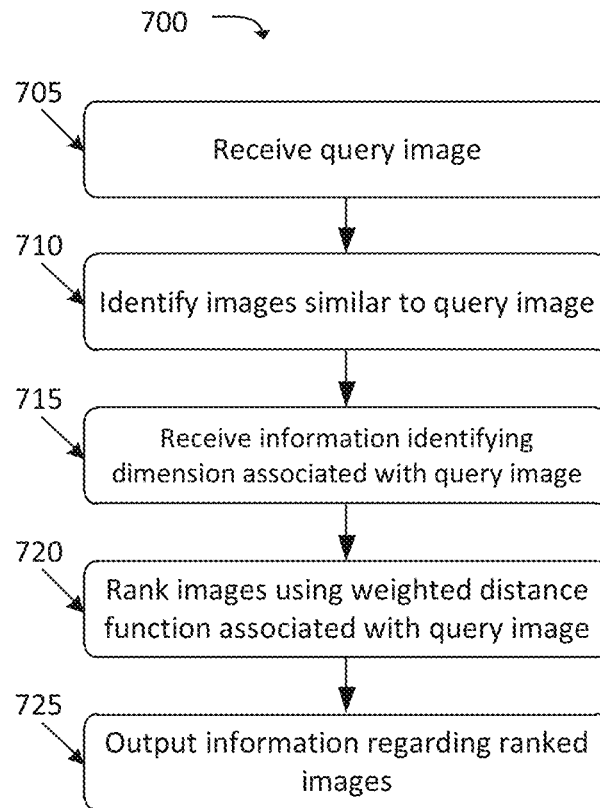 700
705
Receive query image
710
Identify images similar to query image
715
Receive information identifying
dimension associated with query image
720
Rank images using weighted distance
function associated with query image
725
Output information regarding ranked
images